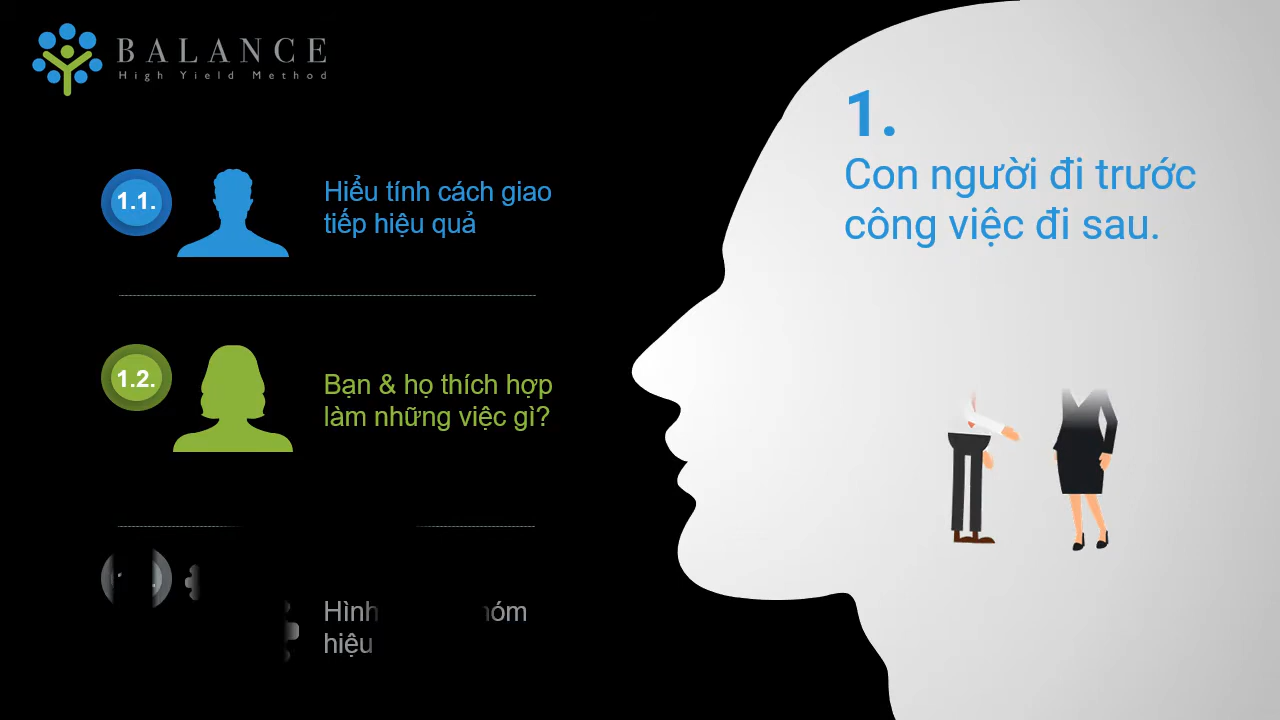 BALANCE
High Yield Method
1.1.
Hiểu tính cách giao
tiếp hiệu quả
1.2.
Bạn & họ thích hợp
làm những việc gì?
Hình
hiệu
1.
Con người đi trước
công việc đi sau.